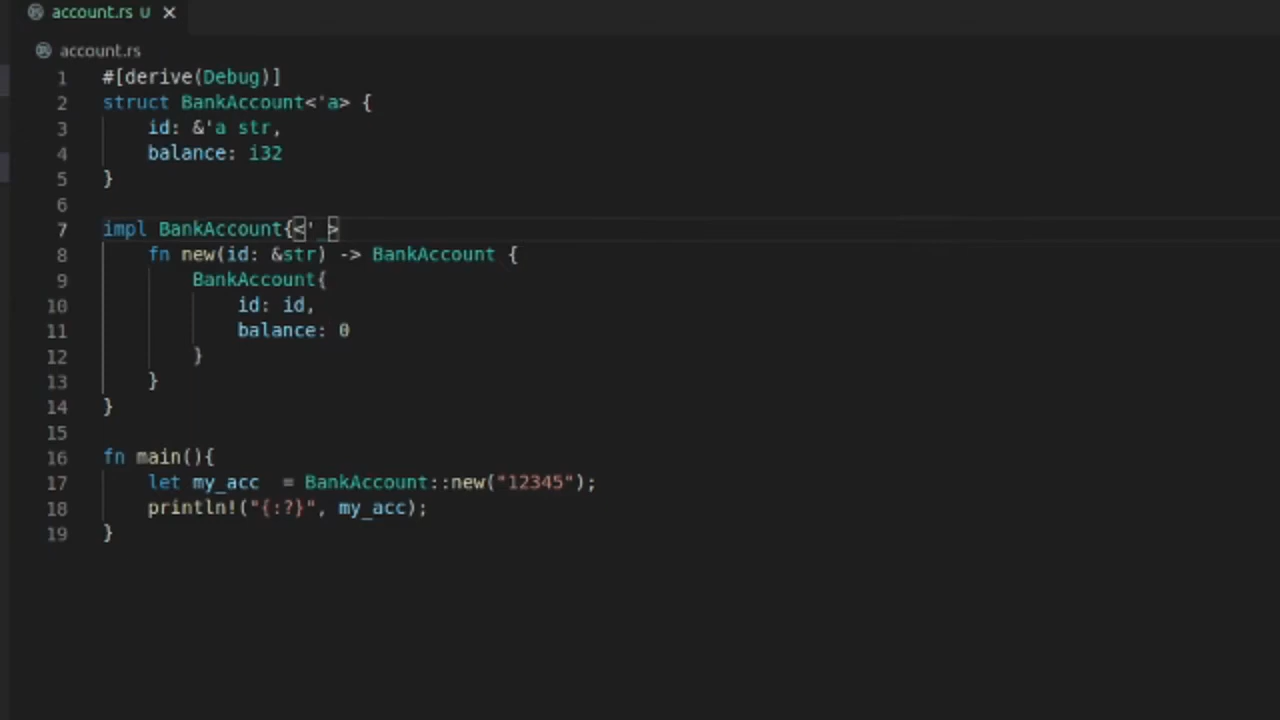 account.rs U ×
account.rs
1 #[derive(Debug)]
2 struct BankAccount<'a> {
3     id: &'a str,
4     balance: i32
5 }
6
7 impl BankAccount{<'_>
8     fn new(id: &str) -> BankAccount {
9         BankAccount{
10             id: id,
11             balance: 0
12         }
13     }
14 }
15
16 fn main(){
17     let my_acc  = BankAccount::new("12345");
18     println!("{:?}", my_acc);
19 }